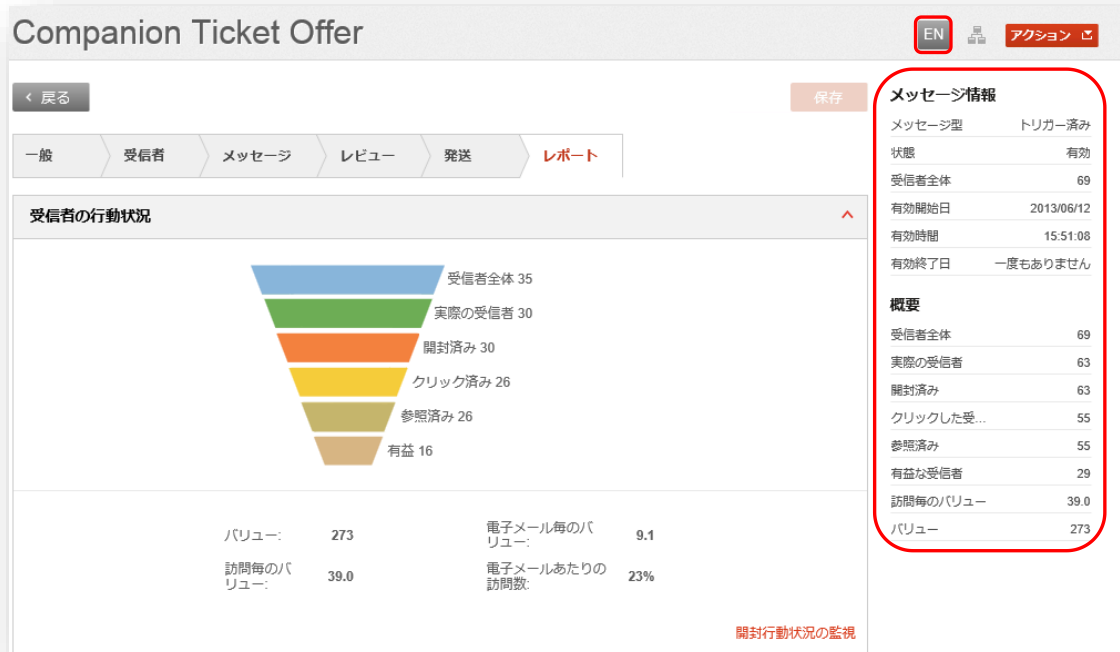 Companion Ticket Offer
EN
アクション
戻る
保存
一般
受信者
メッセージ
レビュー
発送
レポート
受信者の行動状況
受信者全体 35
実際の受信者 30
開封済み 30
クリック済み 26
参照済み 26
有益 16
バリュー: 273
電子メール毎のバ
リュー: 9.1
訪問毎のバ
リュー: 39.0
電子メールあたりの
訪問数: 23%
開封行動状況の監視
メッセージ情報
メッセージ型 トリガー済み
状態 有効
受信者全体 69
有効開始日 2013/06/12
有効時間 15:51:08
有効終了日 一度もありません
概要
受信者全体 69
実際の受信者 63
開封済み 63
クリックした受... 55
参照済み 55
有益な受信者 29
訪問毎のバリュー 39.0
バリュー 273